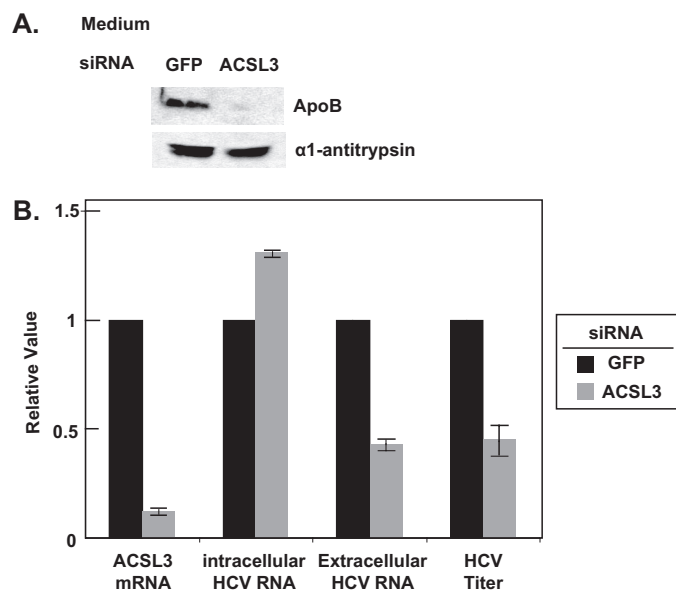 A. Medium
siRNA GFP ACSL3
ApoB
α1-antitrypsin
B.
1.5
1
0.5
0
Relative Value
ACSL3
mRNA
intracellular
HCV RNA
Extracellular
HCV RNA
HCV
Titer
siRNA
GFP
ACSL3